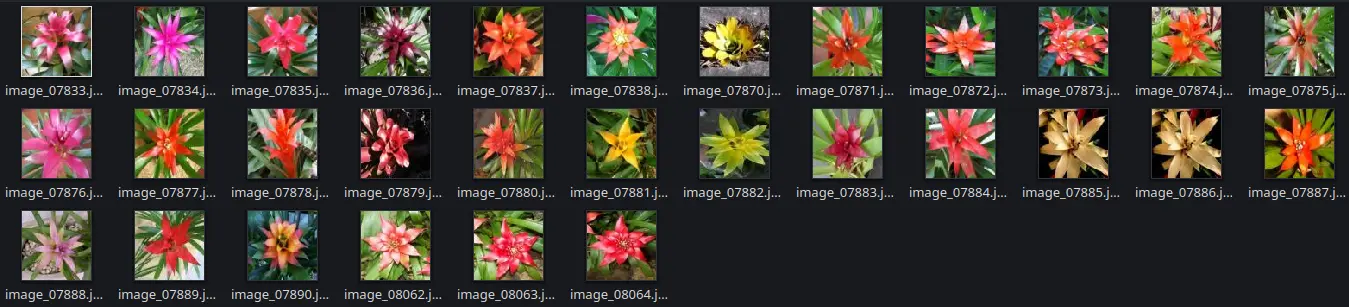 image_07833.j... image_07834.j... image_07835.j... image_07836.j... image_07837.j... image_07838.j... image_07870.j... image_07871.j... image_07872.j... image_07873.j... image_07874.j... image_07875.j...
image_07876.j... image_07877.j... image_07878.j... image_07879.j... image_07880.j... image_07881.j... image_07882.j... image_07883.j... image_07884.j... image_07885.j... image_07886.j... image_07887.j...
image_07888.j... image_07889.j... image_07890.j... image_08062.j... image_08063.j... image_08064.j...